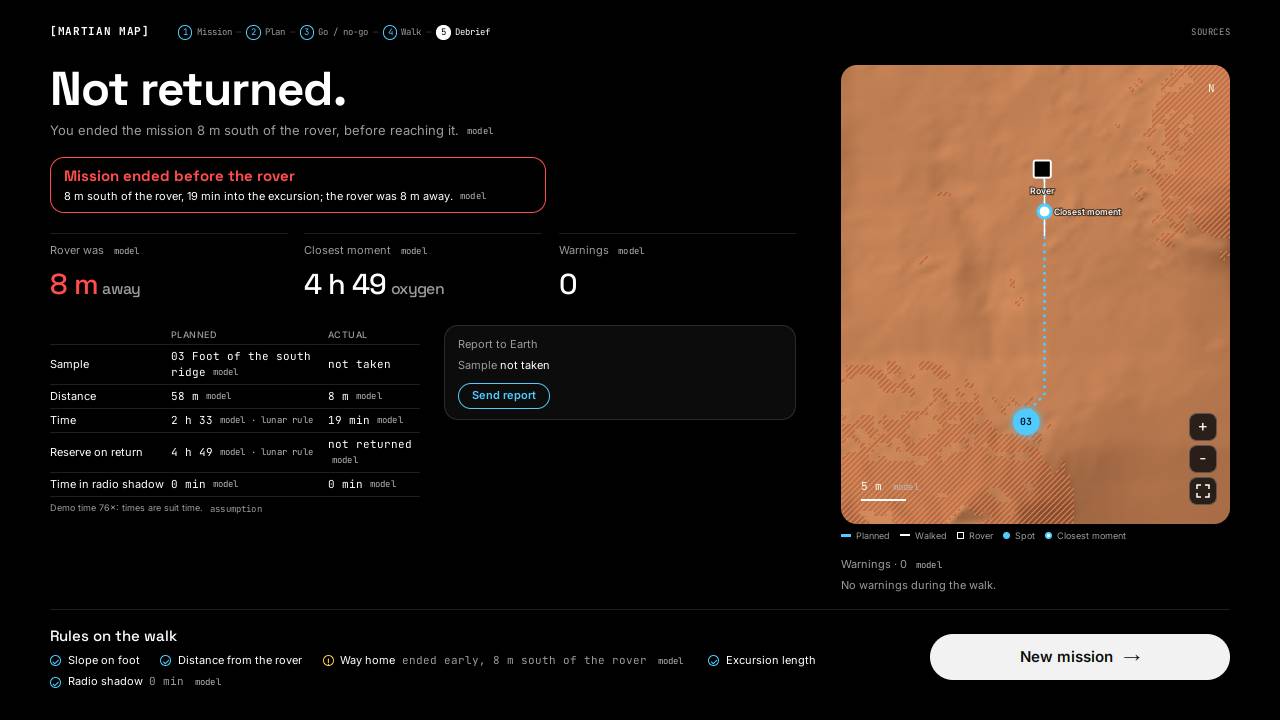 [MARTIAN MAP]
1 Mission – 2 Plan – 3 Go / no-go – 4 Walk – 5 Debrief
SOURCES
Not returned.
You ended the mission 8 m south of the rover, before reaching it. model
Mission ended before the rover
8 m south of the rover, 19 min into the excursion; the rover was 8 m away. model
Rover was model
8 m away
Closest moment model
4 h 49 oxygen
Warnings model
0
PLANNED ACTUAL
Sample 03 Foot of the south ridge model not taken
Distance 58 m model 8 m model
Time 2 h 33 model · lunar rule 19 min model
Reserve on return 4 h 49 model · lunar rule not returned model
Time in radio shadow 0 min model 0 min model
Demo time 76×: times are suit time. assumption
Report to Earth
Sample not taken
Send report
N
Rover
Closest moment
03
5 m model
+
-
Planned Walked Rover Spot Closest moment
Warnings · 0 model
No warnings during the walk.
Rules on the walk
Slope on foot Distance from the rover Way home ended early, 8 m south of the rover model Excursion length
Radio shadow 0 min model
New mission →